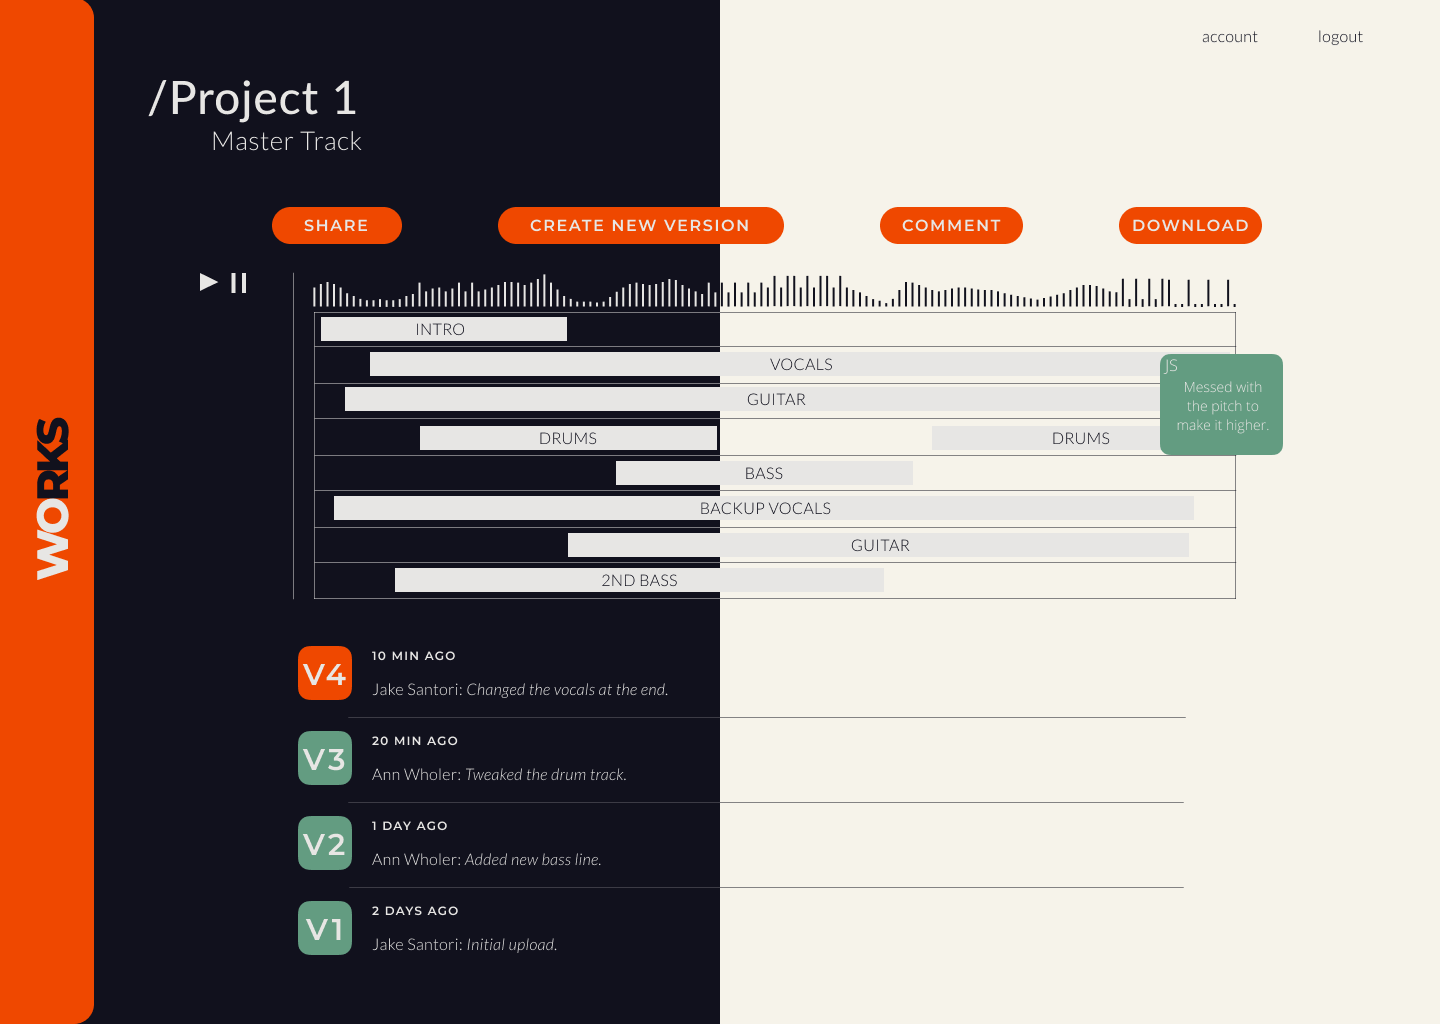 account logout
/Project 1
Master Track
SHARE CREATE NEW VERSION COMMENT DOWNLOAD
INTRO
VOCALS
JS
Messed with
the pitch to
make it higher.
GUITAR
DRUMS DRUMS
BASS
BACKUP VOCALS
GUITAR
2ND BASS
WORKS
V4
10 MIN AGO
Jake Santori: Changed the vocals at the end.
V3
20 MIN AGO
Ann Wholer: Tweaked the drum track.
V2
1 DAY AGO
Ann Wholer: Added new bass line.
V1
2 DAYS AGO
Jake Santori: Initial upload.